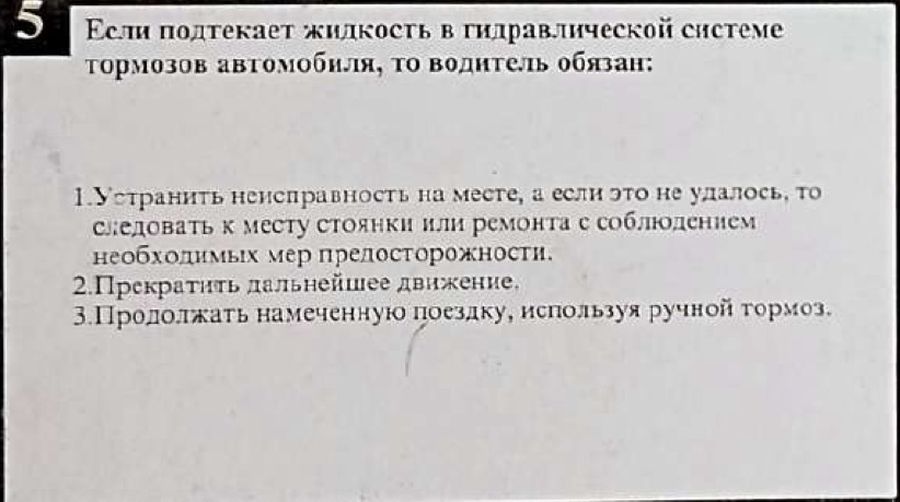 5
Если подтекает жидкость в гидравлической системе
тормозов автомобиля, то водитель обязан:
1.Устранить неисправность на месте, а если это не удалось, то
следовать к месту стоянки или ремонта с соблюдением
необходимых мер предосторожности.
2.Прекратить дальнейшее движение.
3.Продолжать намеченную поездку, используя ручной тормоз.